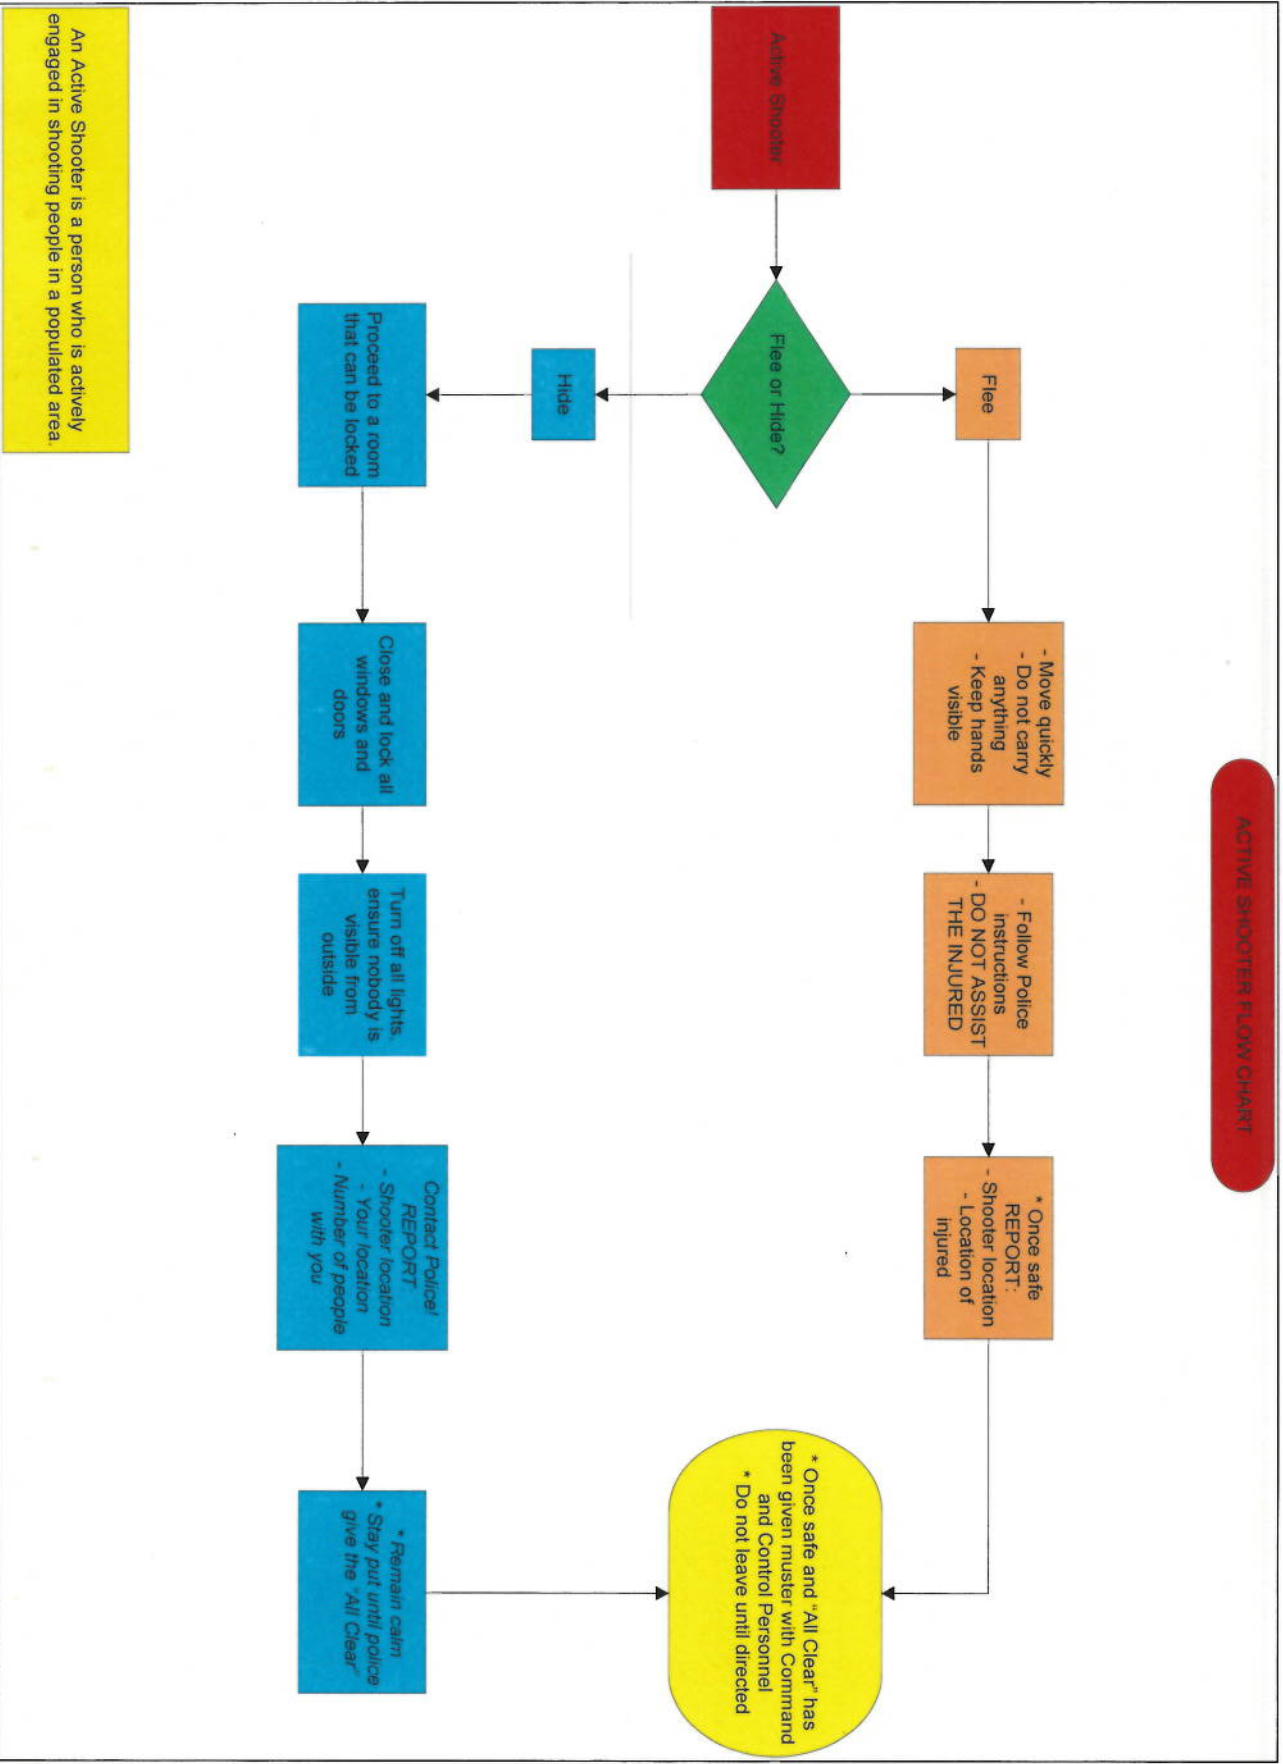 ACTIVE SHOOTER FLOW CHART
Active Shooter
Flee or Hide?
Flee
- Move quickly
- Do not carry
anything
- Keep hands
visible
- Follow Police
instructions
- DO NOT ASSIST
THE INJURED
* Once safe
REPORT:
- Shooter location
- Location of
injured
Hide
Proceed to a room
that can be locked
Close and lock all
windows and
doors
Turn off all lights,
ensure nobody is
visible from
outside
Contact Police!
REPORT:
- Shooter location
- Your location
- Number of people
with you
* Remain calm
* Stay put until police
give the "All Clear"
* Once safe and "All Clear" has
been given muster with Command
and Control Personnel
* Do not leave until directed
An Active Shooter is a person who is actively
engaged in shooting people in a populated area.